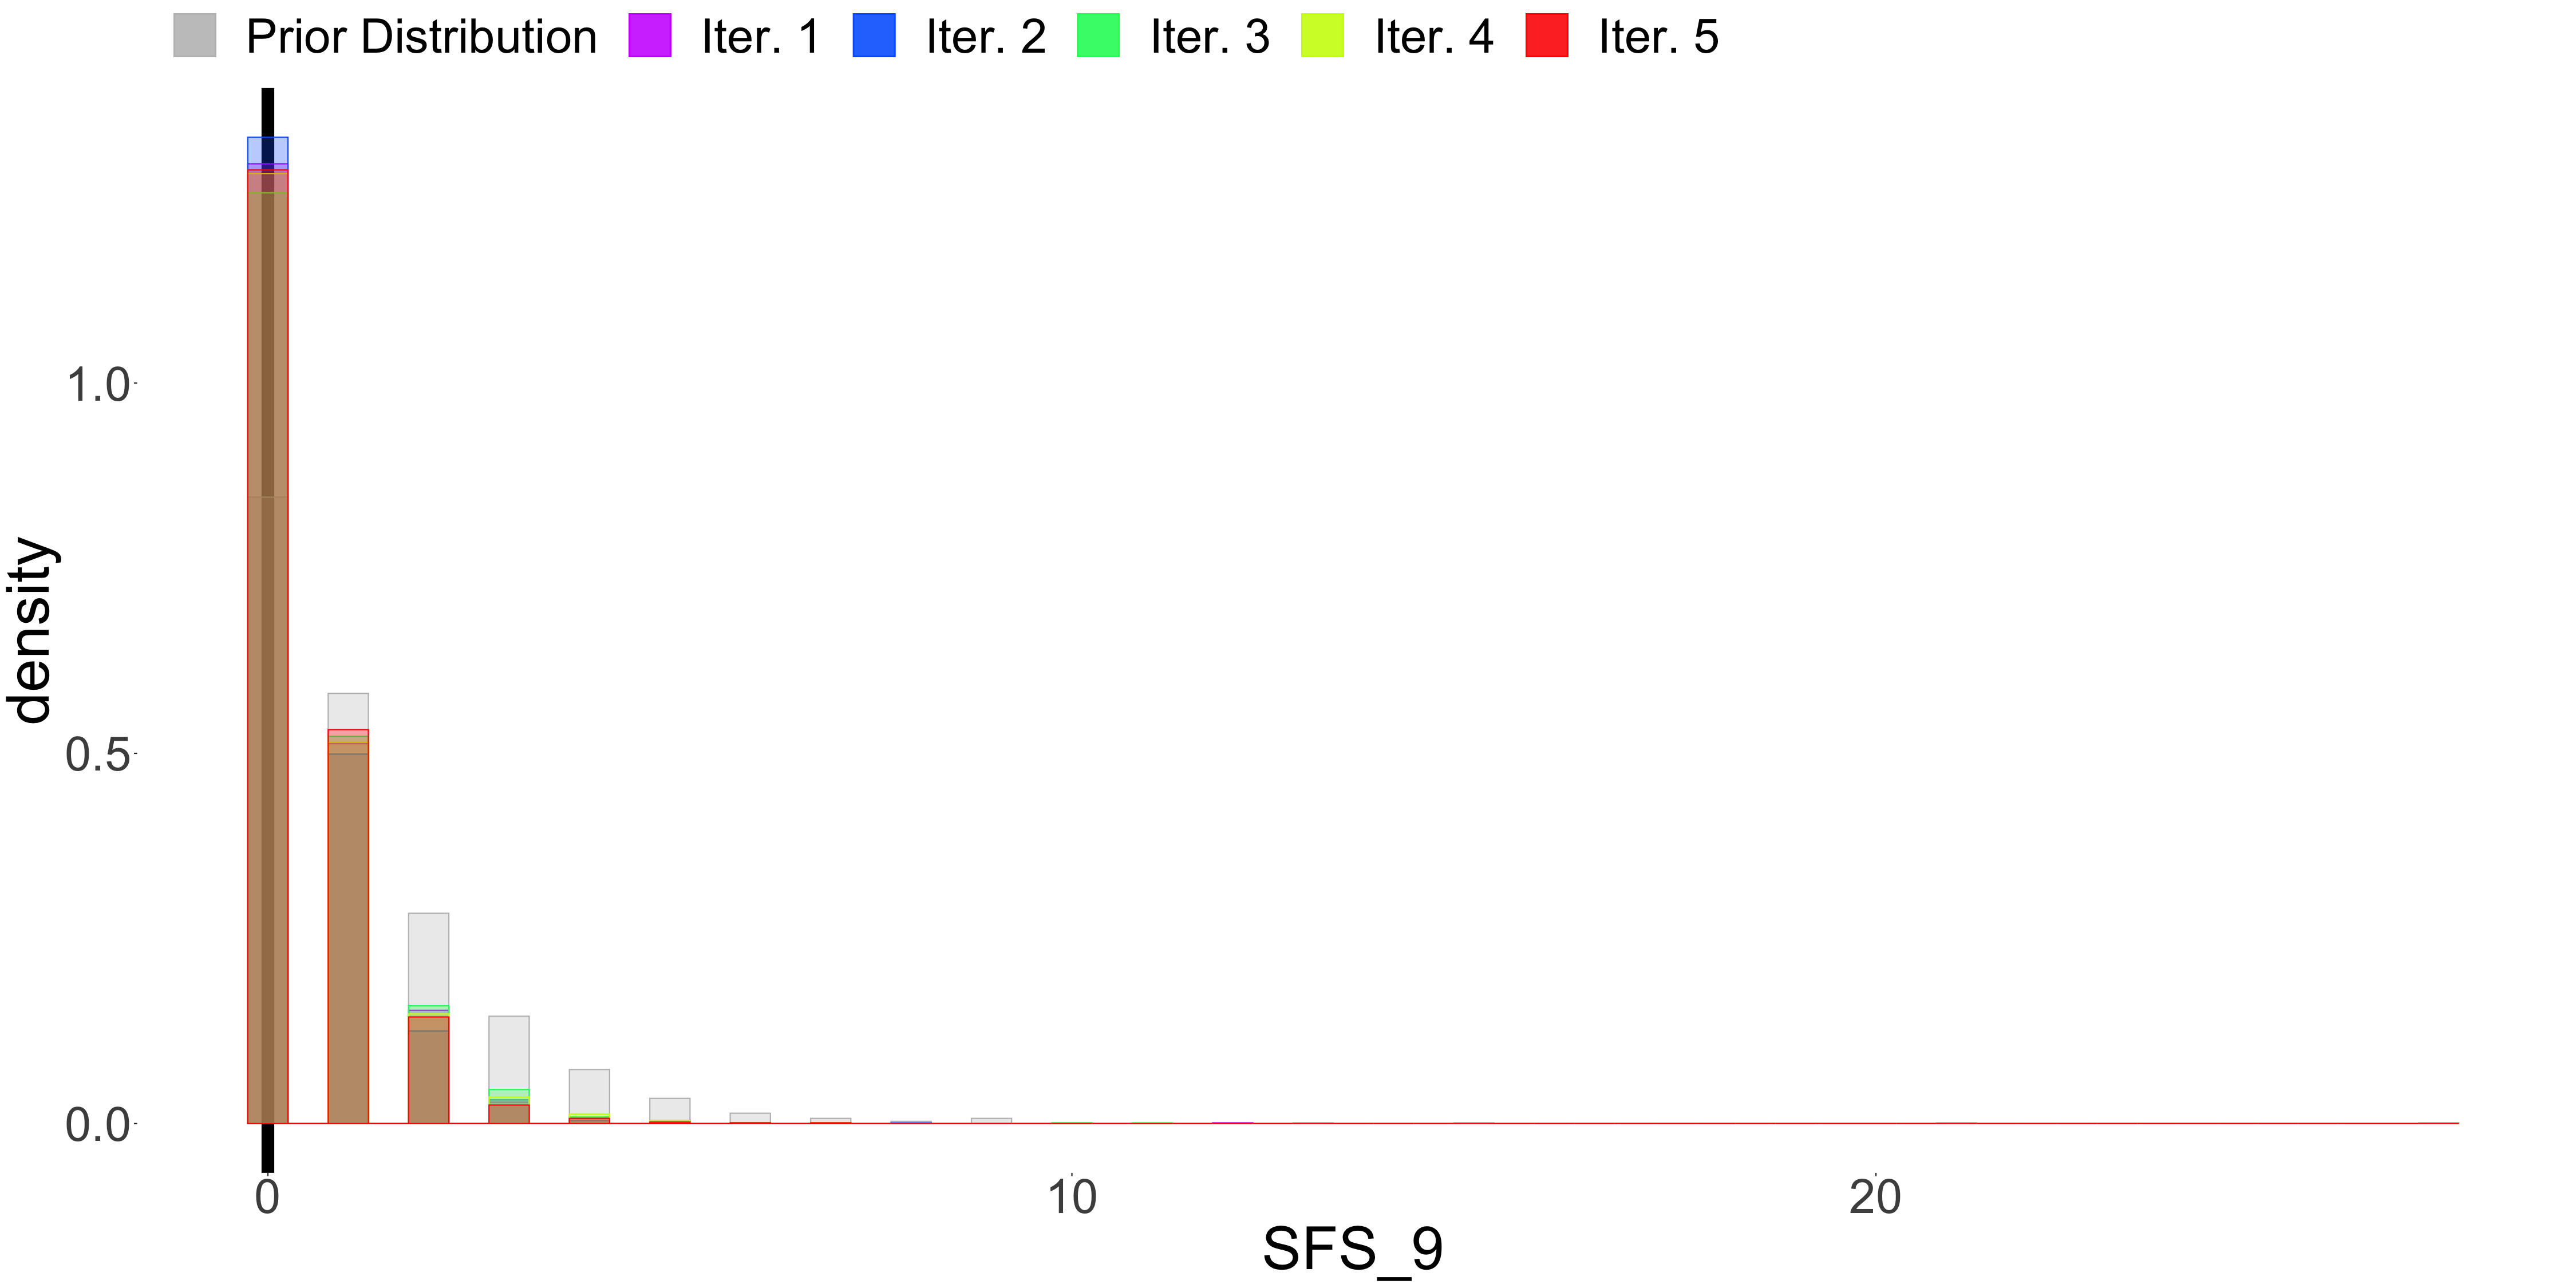 Prior Distribution Iter. 1 Iter. 2 Iter. 3 Iter. 4 Iter. 5
density
1.0
0.5
0.0
0 10 20
SFS_9